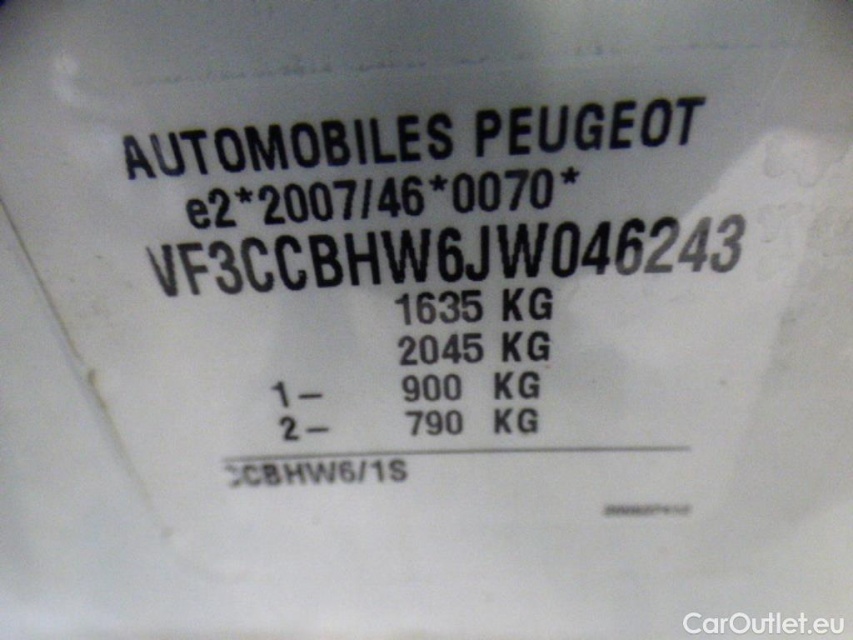 AUTOMOBILES PEUGEOT
e2*2007/46*0070*
VF3CCBHW6JW046243
1635 KG
2045 KG
1- 900 KG
2- 790 KG
CCBHW6/1S
CarOutlet.eu